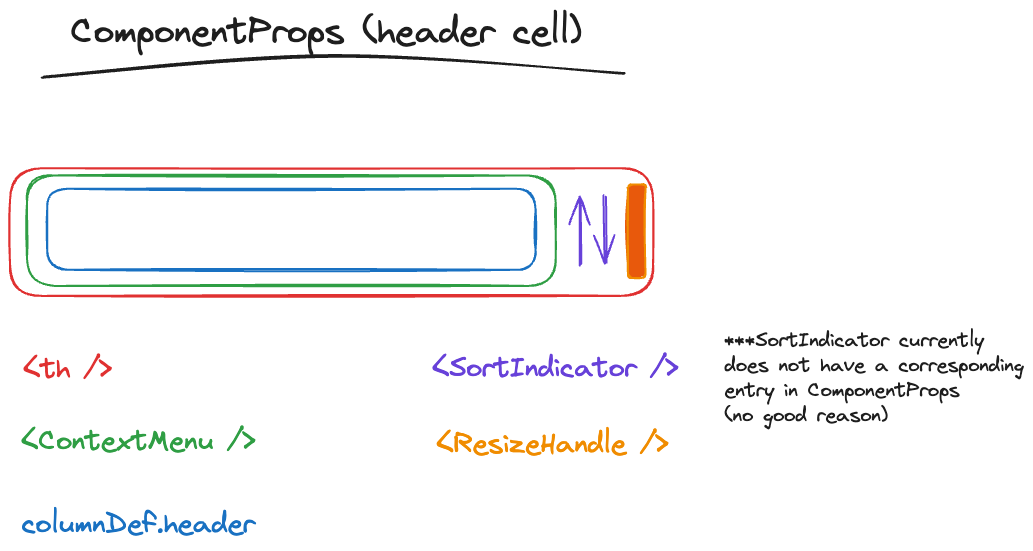 ComponentProps (header cell)
<th />
<SortIndicator />
***SortIndicator currently
does not have a corresponding
entry in ComponentProps
(no good reason)
<ContextMenu />
<ResizeHandle />
columnDef.header